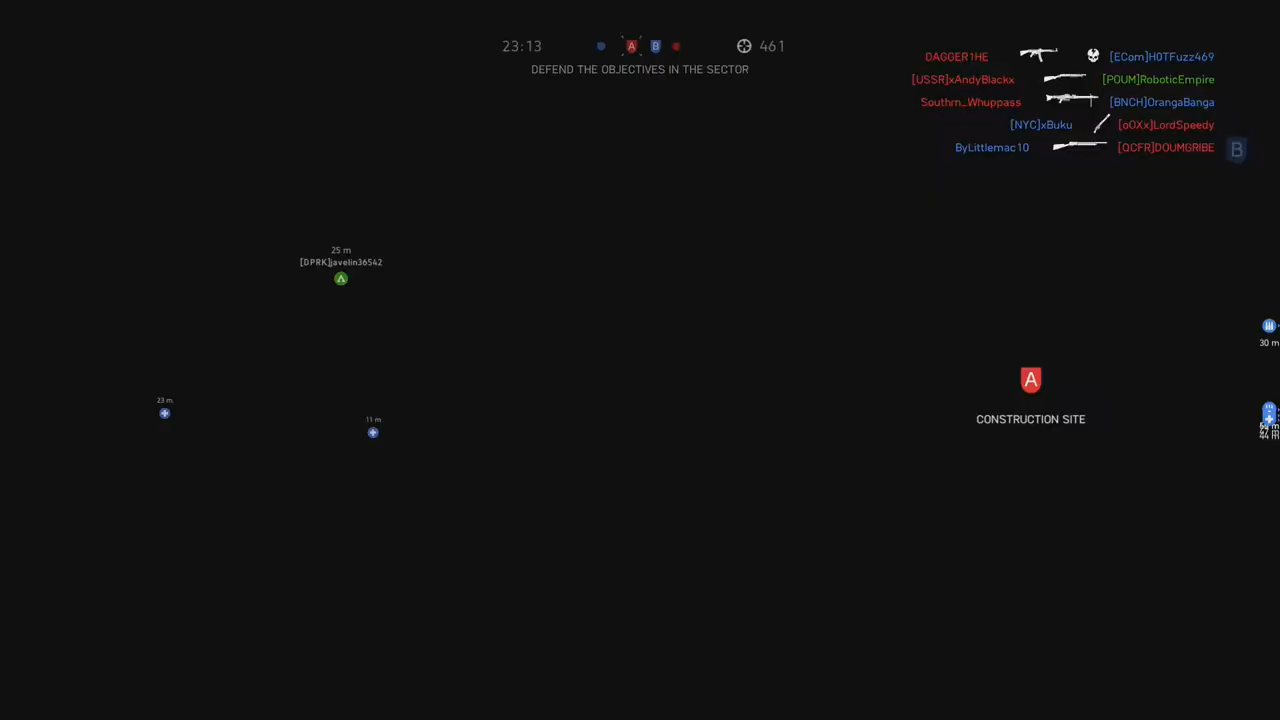 23:13 A B 461
DEFEND THE OBJECTIVES IN THE SECTOR
DAGGER1HE [ECom]H0TFuzz469
[USSR]xAndyBlackx [POUM]RoboticEmpire
Southrn_Whuppass [BNCH]OrangaBanga
[NYC]xBuku [oOXx]LordSpeedy
ByLittlemac10 [QCFR]DOUMGRIBE B
25 m
[DPRK]javelin36542
30 m
A
23 m
11 m
CONSTRUCTION SITE
44